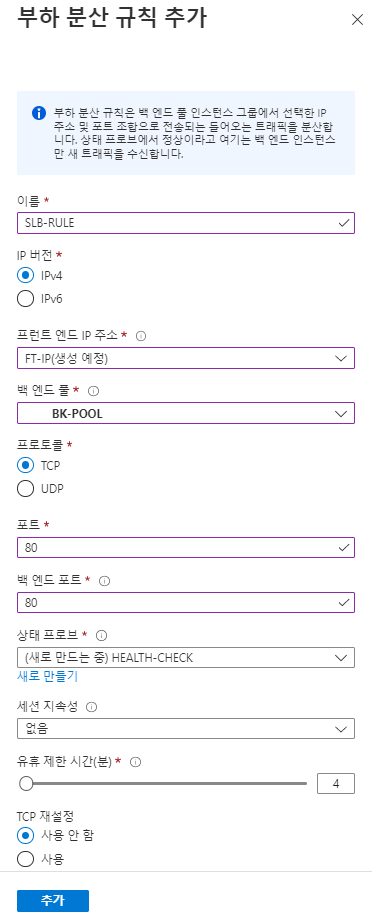 부하 분산 규칙 추가
부하 분산 규칙은 백 엔드 풀 인스턴스 그룹에서 선택한 IP
주소 및 포트 조합으로 전송되는 들어오는 트래픽을 분산합
니다. 상태 프로브에서 정상이라고 여기는 백 엔드 인스턴스
만 새 트래픽을 수신합니다.
이름 *
SLB-RULE
IP 버전 *
IPv4
IPv6
프런트 엔드 IP 주소 *
FT-IP(생성 예정)
백 엔드 풀 *
BK-POOL
프로토콜 *
TCP
UDP
포트 *
80
백 엔드 포트 *
80
상태 프로브 *
(새로 만드는 중) HEALTH-CHECK
새로 만들기
세션 지속성
없음
유휴 제한 시간(분) *
4
TCP 재설정
사용 안 함
사용
추가